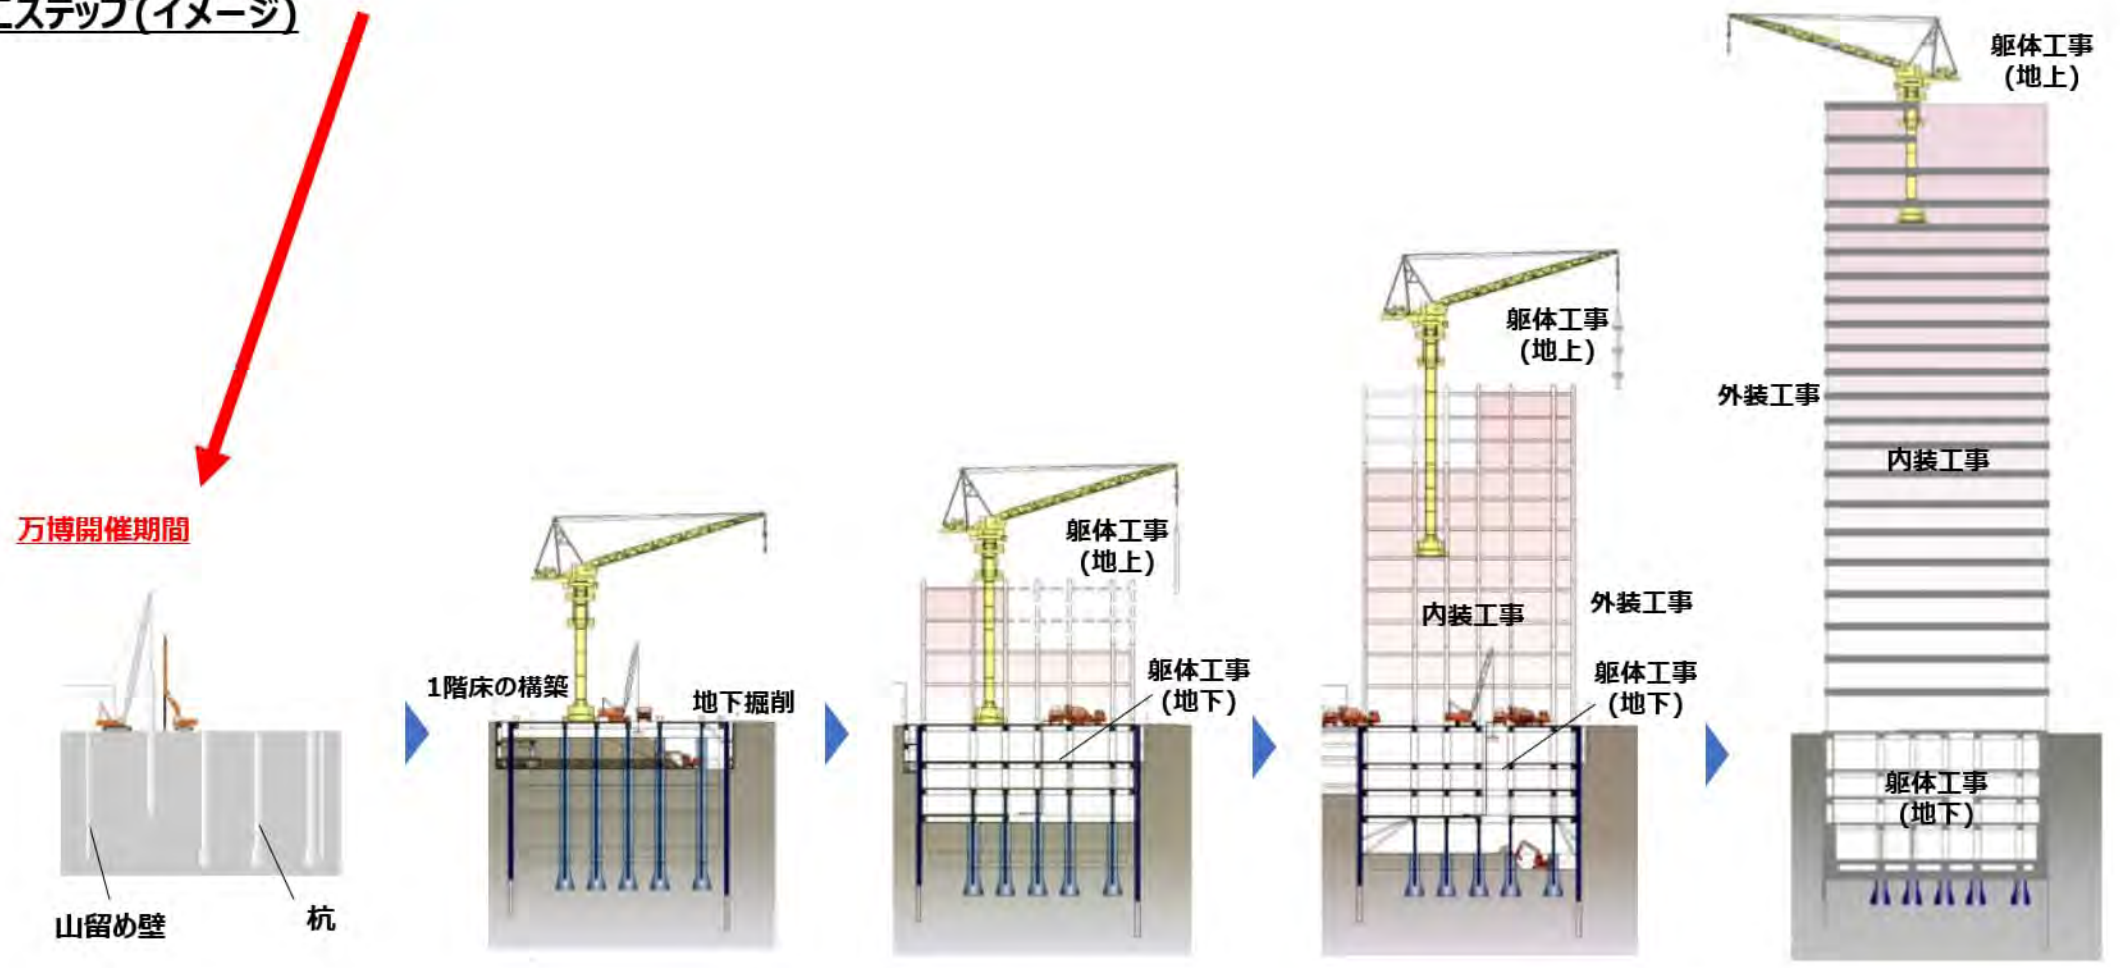 工ステップ(イメージ)
万博開催期間
山留め壁
杭
1階床の構築
地下掘削
躯体工事
(地上)
躯体工事
(地下)
躯体工事
(地上)
内装工事
外装工事
躯体工事
(地下)
躯体工事
(地上)
外装工事
内装工事
躯体工事
(地下)